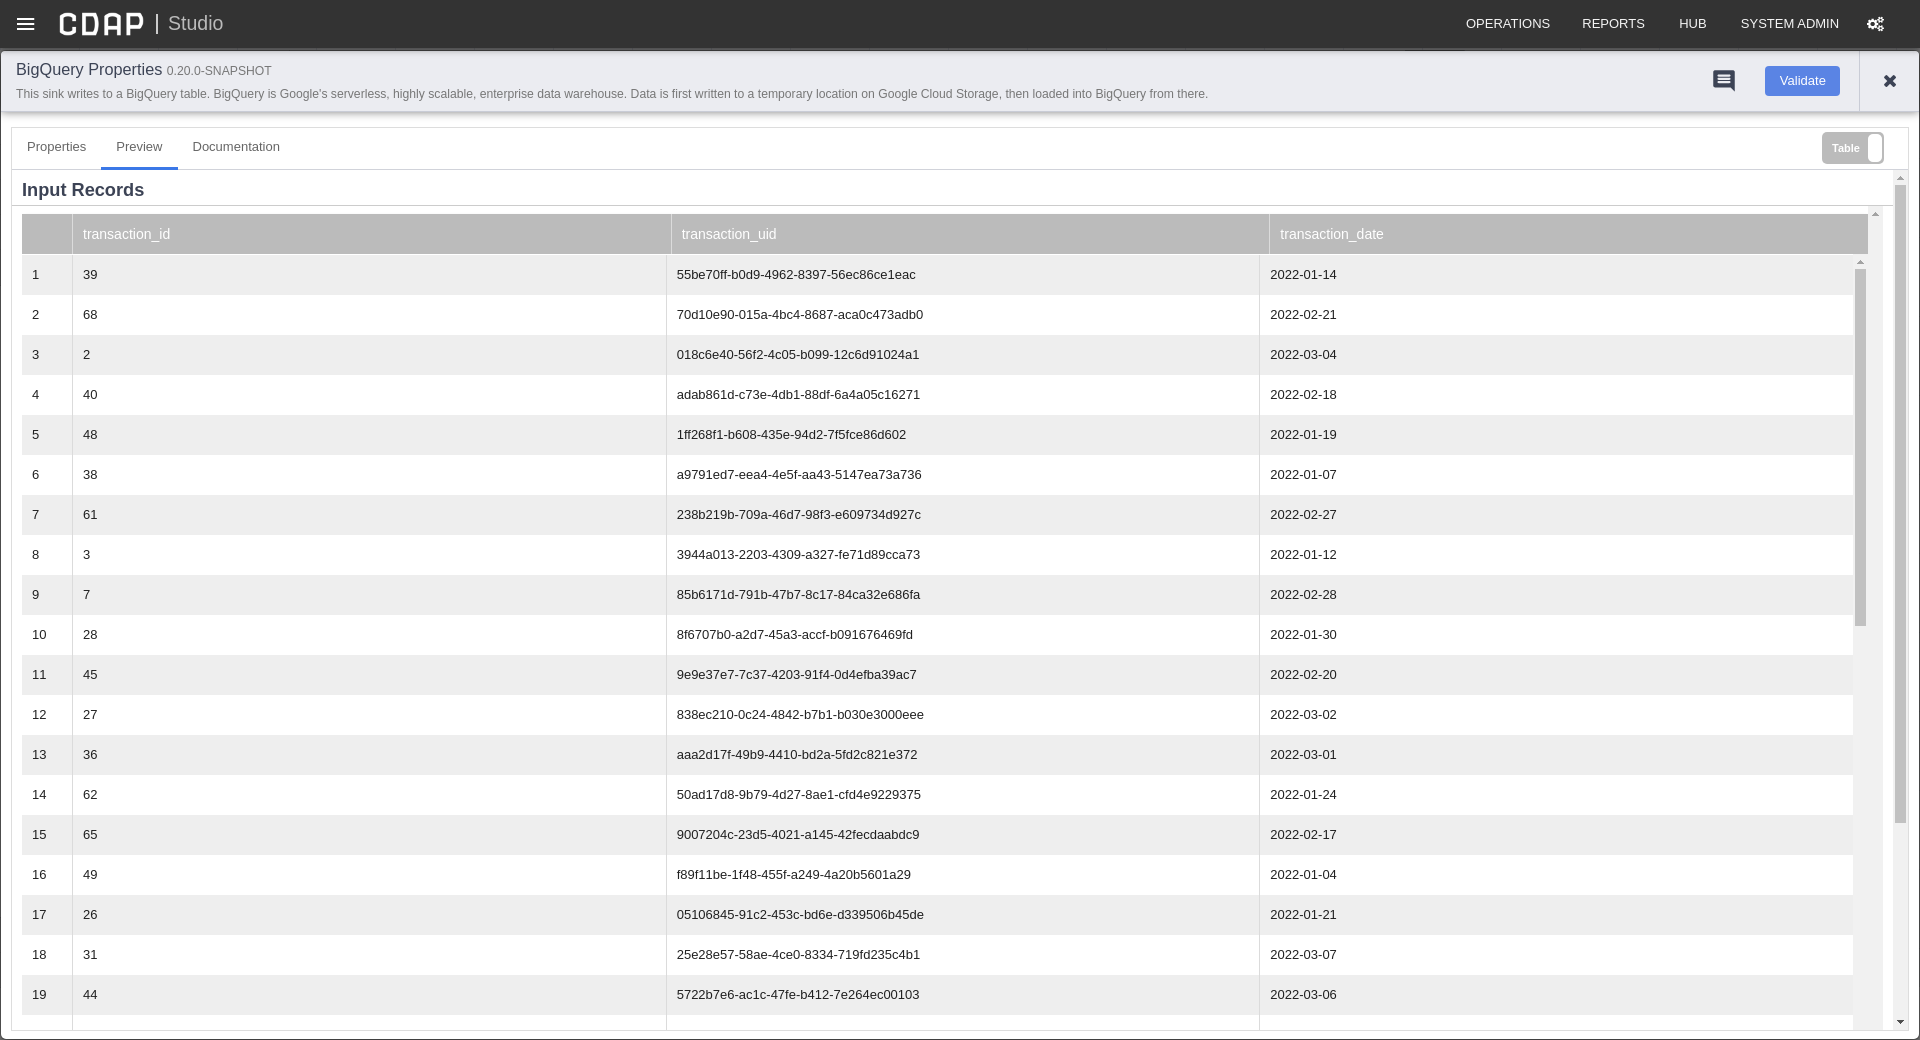 CDAP | Studio OPERATIONS REPORTS HUB SYSTEM ADMIN
BigQuery Properties 0.20.0-SNAPSHOT
This sink writes to a BigQuery table. BigQuery is Google's serverless, highly scalable, enterprise data warehouse. Data is first written to a temporary location on Google Cloud Storage, then loaded into BigQuery from there.
Validate
Properties Preview Documentation Table
Input Records
transaction_id transaction_uid transaction_date
1 39 55be70ff-b0d9-4962-8397-56ec86ce1eac 2022-01-14
2 68 70d10e90-015a-4bc4-8687-aca0c473adb0 2022-02-21
3 2 018c6e40-56f2-4c05-b099-12c6d91024a1 2022-03-04
4 40 adab861d-c73e-4db1-88df-6a4a05c16271 2022-02-18
5 48 1ff268f1-b608-435e-94d2-7f5fce86d602 2022-01-19
6 38 a9791ed7-eea4-4e5f-aa43-5147ea73a736 2022-01-07
7 61 238b219b-709a-46d7-98f3-e609734d927c 2022-02-27
8 3 3944a013-2203-4309-a327-fe71d89cca73 2022-01-12
9 7 85b6171d-791b-47b7-8c17-84ca32e686fa 2022-02-28
10 28 8f6707b0-a2d7-45a3-accf-b091676469fd 2022-01-30
11 45 9e9e37e7-7c37-4203-91f4-0d4efba39ac7 2022-02-20
12 27 838ec210-0c24-4842-b7b1-b030e3000eee 2022-03-02
13 36 aaa2d17f-49b9-4410-bd2a-5fd2c821e372 2022-03-01
14 62 50ad17d8-9b79-4d27-8ae1-cfd4e9229375 2022-01-24
15 65 9007204c-23d5-4021-a145-42fecdaabdc9 2022-02-17
16 49 f89f11be-1f48-455f-a249-4a20b5601a29 2022-01-04
17 26 05106845-91c2-453c-bd6e-d339506b45de 2022-01-21
18 31 25e28e57-58ae-4ce0-8334-719fd235c4b1 2022-03-07
19 44 5722b7e6-ac1c-47fe-b412-7e264ec00103 2022-03-06